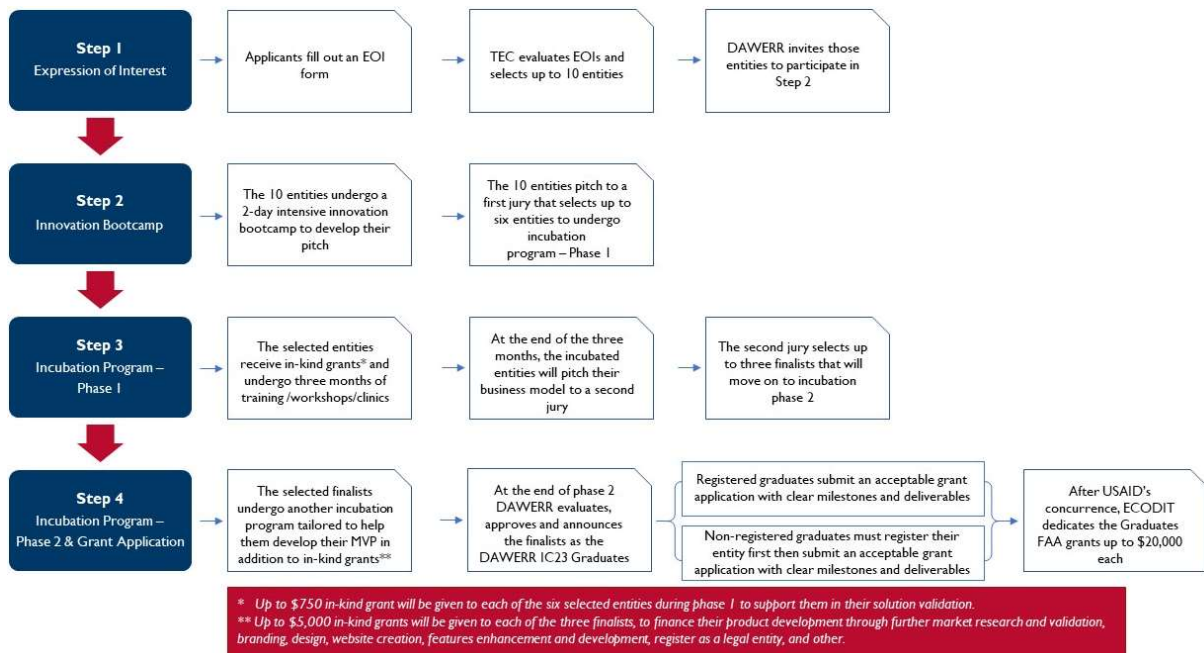 Step 1
Expression of Interest
Applicants fill out an EOI
form
TEC evaluates EOIs and
selects up to 10 entities
DAWERR invites those
entities to participate in
Step 2
Step 2
Innovation Bootcamp
The 10 entities undergo a
2-day intensive innovation
bootcamp to develop their
pitch
The 10 entities pitch to a
first jury that selects up to
six entities to undergo
incubation
program – Phase 1
Step 3
Incubation Program –
Phase 1
The selected entities
receive in-kind grants* and
undergo three months of
training /workshops/clinics
At the end of the three
months, the incubated
entities will pitch their
business model to a second
jury
The second jury selects up
to three finalists that will
move on to incubation
phase 2
Step 4
Incubation Program –
Phase 2 & Grant Application
The selected finalists
undergo another incubation
program tailored to help
them develop their MVP in
addition to in-kind grants**
At the end of phase 2
DAWERR evaluates,
approves and announces
the finalists as the
DAWERR IC23 Graduates
Registered graduates submit an acceptable grant
application with clear milestones and deliverables
Non-registered graduates must register their
entity first then submit an acceptable grant
application with clear milestones and deliverables
After USAID's
concurrence, ECODIT
dedicates the Graduates
FAA grants up to $20,000
each
* Up to $750 in-kind grant will be given to each of the six selected entities during phase 1 to support them in their solution validation.
** Up to $5,000 in-kind grants will be given to each of the three finalists, to finance their product development through further market research and validation,
branding, design, website creation, features enhancement and development, register as a legal entity, and other.